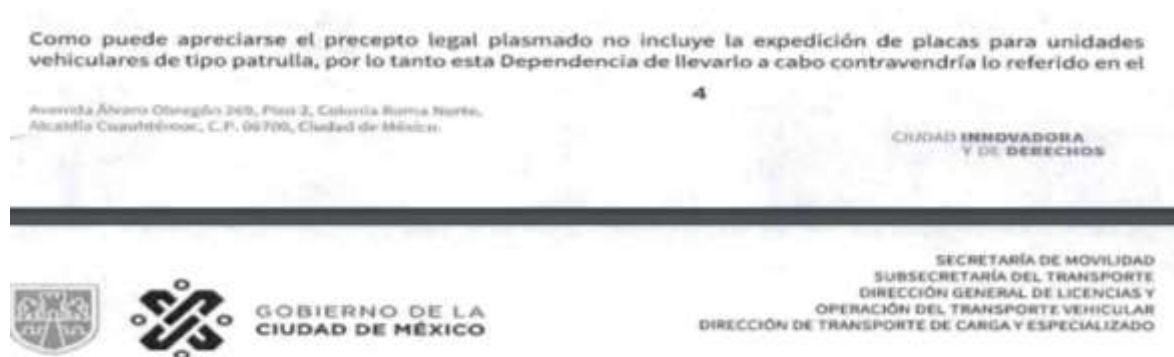 Como puede apreciarse el precepto legal plasmado no incluye la expedición de placas para unidades
vehiculares de tipo patrulla, por lo tanto esta Dependencia de llevarlo a cabo contravendría lo referido en el
4
Avenida Álvaro Obregón 269, Piso 2, Colonia Roma Norte,
Alcaldía Cuauhtémoc, C.P. 06700, Ciudad de México.
CIUDAD INNOVADORA
Y DE DERECHOS
SECRETARÍA DE MOVILIDAD
SUBSECRETARÍA DEL TRANSPORTE
DIRECCIÓN GENERAL DE LICENCIAS Y
OPERACIÓN DEL TRANSPORTE VEHICULAR
DIRECCIÓN DE TRANSPORTE DE CARGA Y ESPECIALIZADO
GOBIERNO DE LA
CIUDAD DE MÉXICO